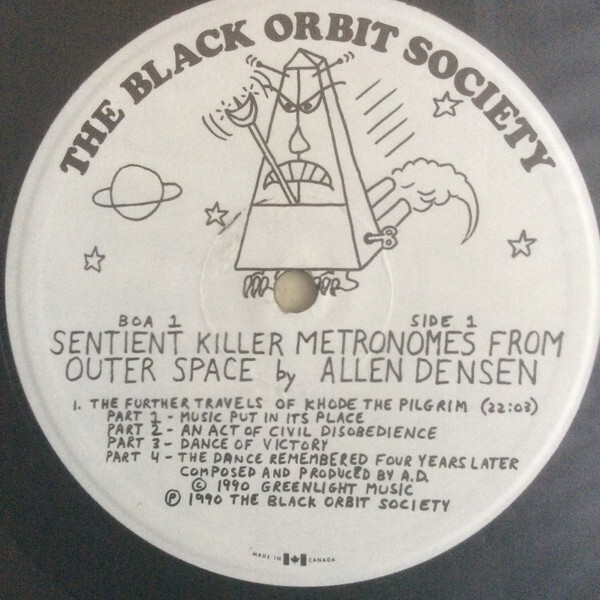 THE BLACK ORBIT SOCIETY
BOA 1
SIDE 1
SENTIENT KILLER METRONOMES FROM
OUTER SPACE by ALLEN DENSEN
1. THE FURTHER TRAVELS OF KHODE THE PILGRIM (22:03)
PART 1 - MUSIC PUT IN ITS PLACE
PART 2 - AN ACT OF CIVIL DISOBEDIENCE
PART 3 - DANCE OF VICTORY
PART 4 - THE DANCE REMEMBERED FOUR YEARS LATER
COMPOSED AND PRODUCED BY A.D.
© 1990 GREENLIGHT MUSIC
℗ 1990 THE BLACK ORBIT SOCIETY
MADE IN CANADA